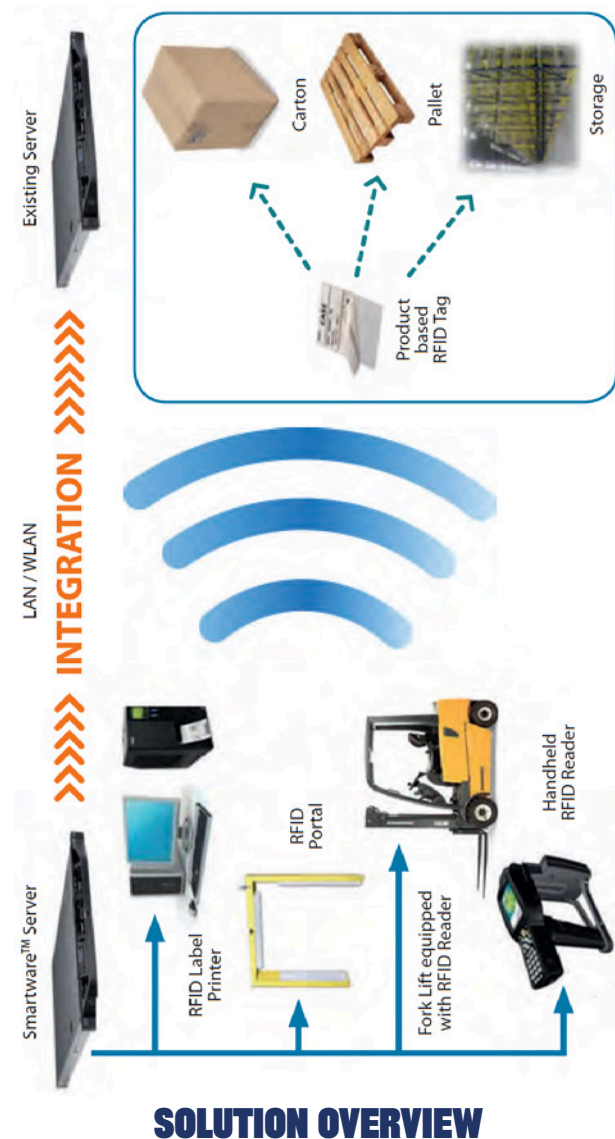 Smartware™ Server
LAN / WLAN
INTEGRATION
Existing Server
RFID Label
Printer
RFID
Portal
Fork Lift equipped
with RFID Reader
Handheld
RFID Reader
Product
based
RFID Tag
Carton
Pallet
Storage
CASE
SOLUTION OVERVIEW